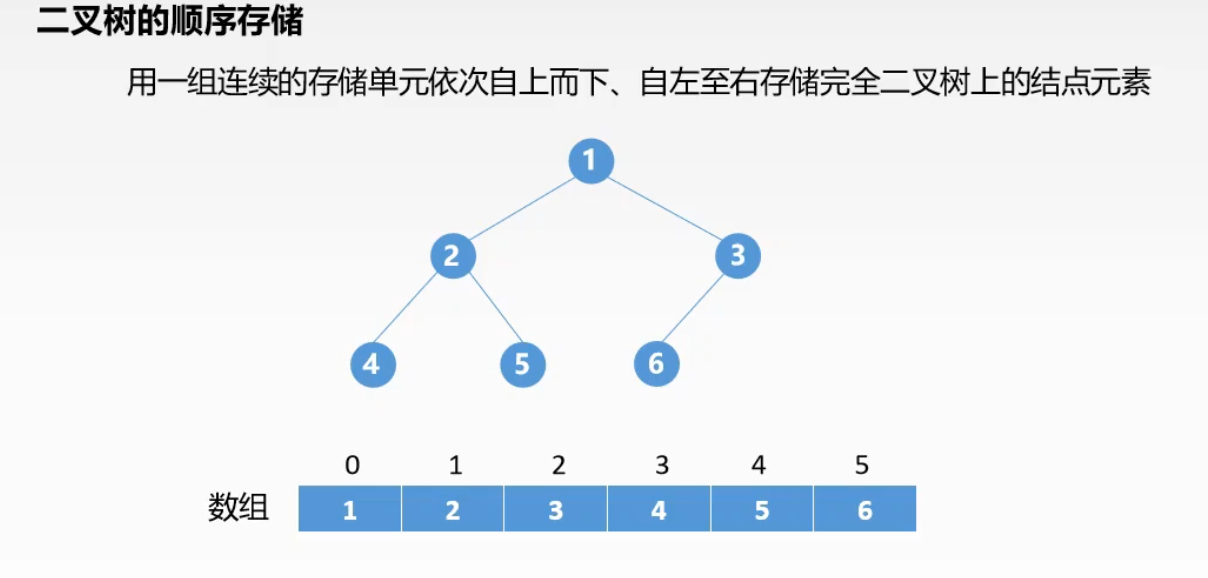 二叉树的顺序存储
用一组连续的存储单元依次自上而下、自左至右存储完全二叉树上的结点元素
1
2 3
4 5 6
0 1 2 3 4 5
数组 1 2 3 4 5 6